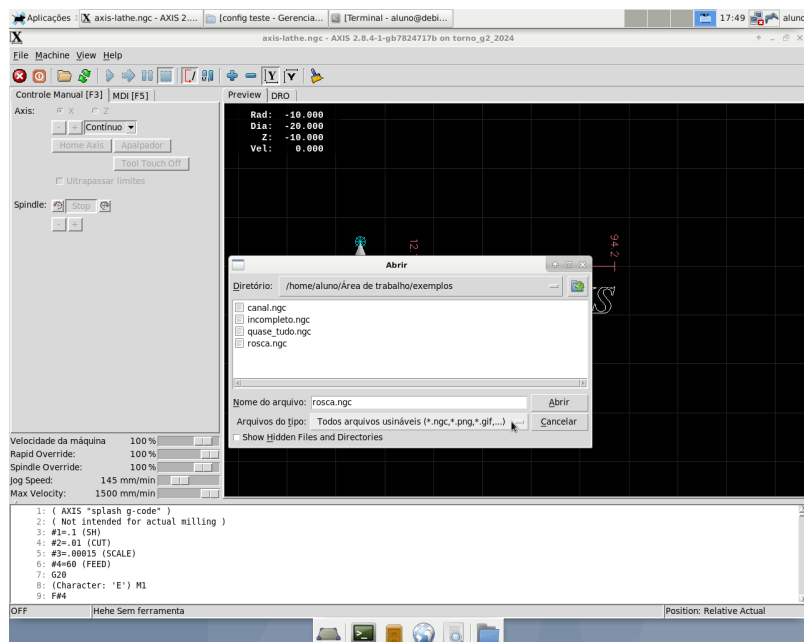 Aplicações
axis-lathe.ngc - AXIS 2....
[config teste - Gerencia...
[Terminal - aluno@debi...
17:49
aluno
axis-lathe.ngc - AXIS 2.8.4-1-gb7824717b on torno_g2_2024
File Machine View Help
Controle Manual [F3] MDI [F5]
Preview DRO
Axis: X Z
- + Contínuo
Home Axis Apalpador
Tool Touch Off
Ultrapassar limites
Spindle: Stop
- +
Rad: -10.000
Dia: -20.000
Z: -10.000
Vel: 0.000
12.
94.2
S
Abrir
Diretório: /home/aluno/Área de trabalho/exemplos
canal.ngc
incompleto.ngc
quase_tudo.ngc
rosca.ngc
Nome do arquivo: rosca.ngc Abrir
Arquivos do tipo: Todos arquivos usináveis (*.ngc,*.png,*.gif,...) Cancelar
Show Hidden Files and Directories
Velocidade da máquina 100 %
Rapid Override: 100 %
Spindle Override: 100 %
Jog Speed: 145 mm/min
Max Velocity: 1500 mm/min
1: ( AXIS "splash g-code" )
2: ( Not intended for actual milling )
3: #1=.1 (SH)
4: #2=.01 (CUT)
5: #3=.00015 (SCALE)
6: #4=60 (FEED)
7: G20
8: (Character: 'E') M1
9: F#4
OFF Hehe Sem ferramenta Position: Relative Actual